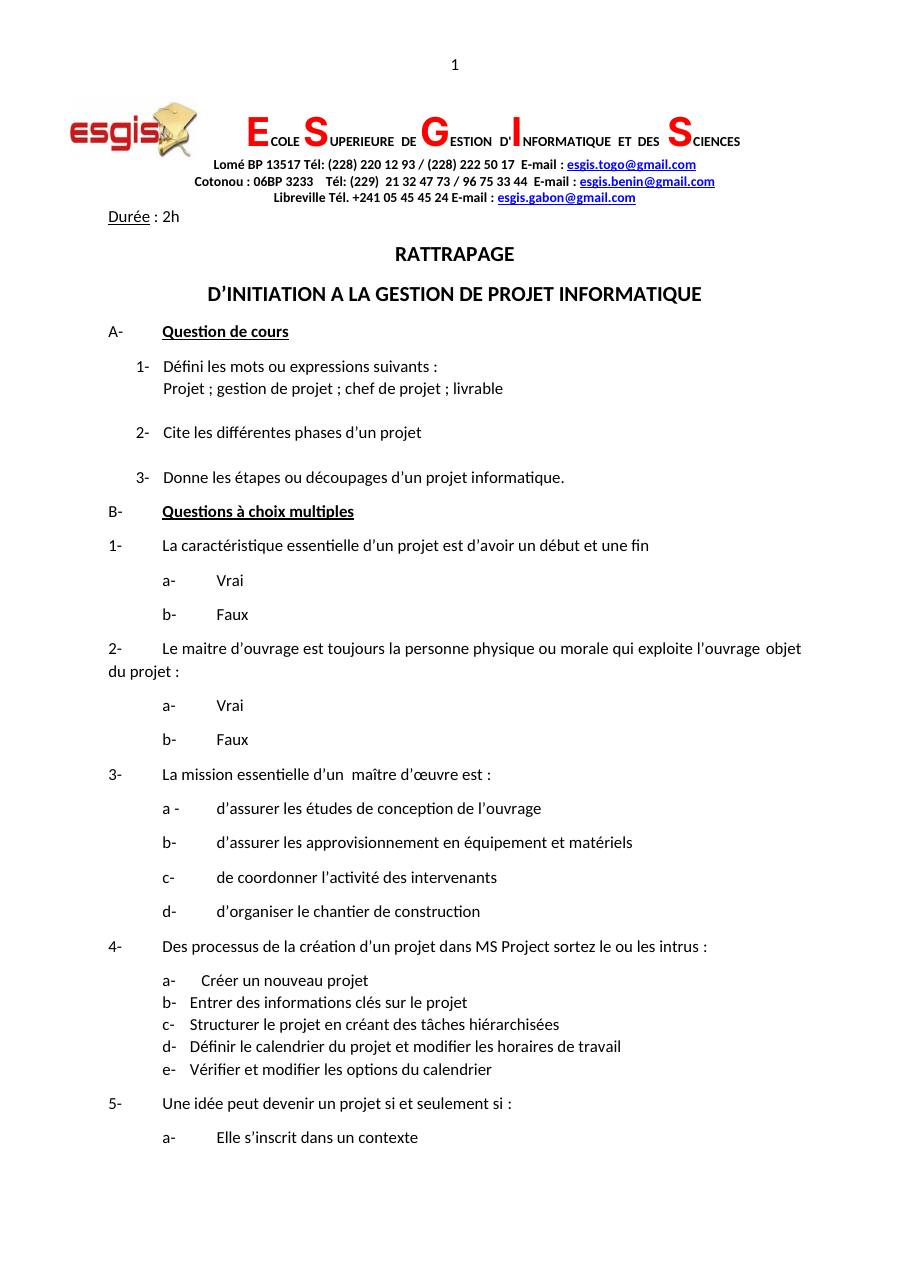 1
esgis
ECOLE SUPERIEURE DE GESTION D'INFORMATIQUE ET DES SCIENCES
Lomé BP 13517 Tél: (228) 220 12 93 / (228) 222 50 17 E-mail : esgis.togo@gmail.com
Cotonou : 06BP 3233 Tél: (229) 21 32 47 73 / 96 75 33 44 E-mail : esgis.benin@gmail.com
Libreville Tél. +241 05 45 45 24 E-mail : esgis.gabon@gmail.com
Durée : 2h
RATTRAPAGE
D’INITIATION A LA GESTION DE PROJET INFORMATIQUE
A- Question de cours
1- Défini les mots ou expressions suivants :
Projet ; gestion de projet ; chef de projet ; livrable
2- Cite les différentes phases d’un projet
3- Donne les étapes ou découpages d’un projet informatique.
B- Questions à choix multiples
1- La caractéristique essentielle d’un projet est d’avoir un début et une fin
a- Vrai
b- Faux
2- Le maitre d’ouvrage est toujours la personne physique ou morale qui exploite l’ouvrage objet
du projet :
a- Vrai
b- Faux
3- La mission essentielle d’un maître d’œuvre est :
a - d’assurer les études de conception de l’ouvrage
b- d’assurer les approvisionnement en équipement et matériels
c- de coordonner l’activité des intervenants
d- d’organiser le chantier de construction
4- Des processus de la création d’un projet dans MS Project sortez le ou les intrus :
a- Créer un nouveau projet
b- Entrer des informations clés sur le projet
c- Structurer le projet en créant des tâches hiérarchisées
d- Définir le calendrier du projet et modifier les horaires de travail
e- Vérifier et modifier les options du calendrier
5- Une idée peut devenir un projet si et seulement si :
a- Elle s’inscrit dans un contexte